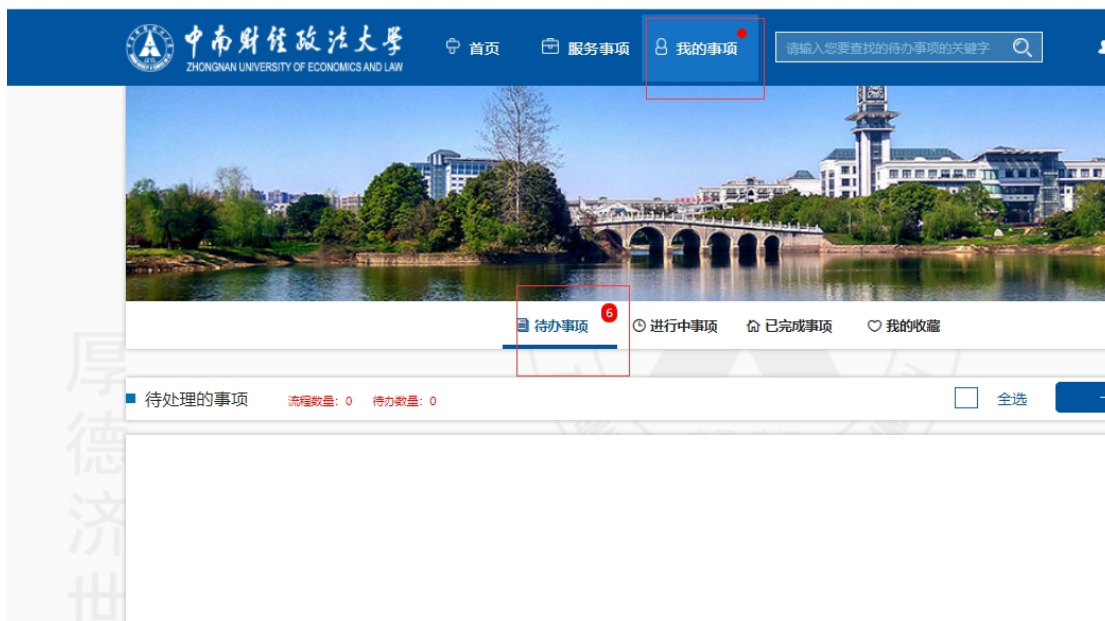 中南财经政法大学
ZHONGNAN UNIVERSITY OF ECONOMICS AND LAW
首页 服务事项 我的事项 请输入您要查找的待办事项的关键字
待办事项 6 进行中事项 已完成事项 我的收藏
待处理的事项 流程数量：0 待办数量：0 全选
厚德济世